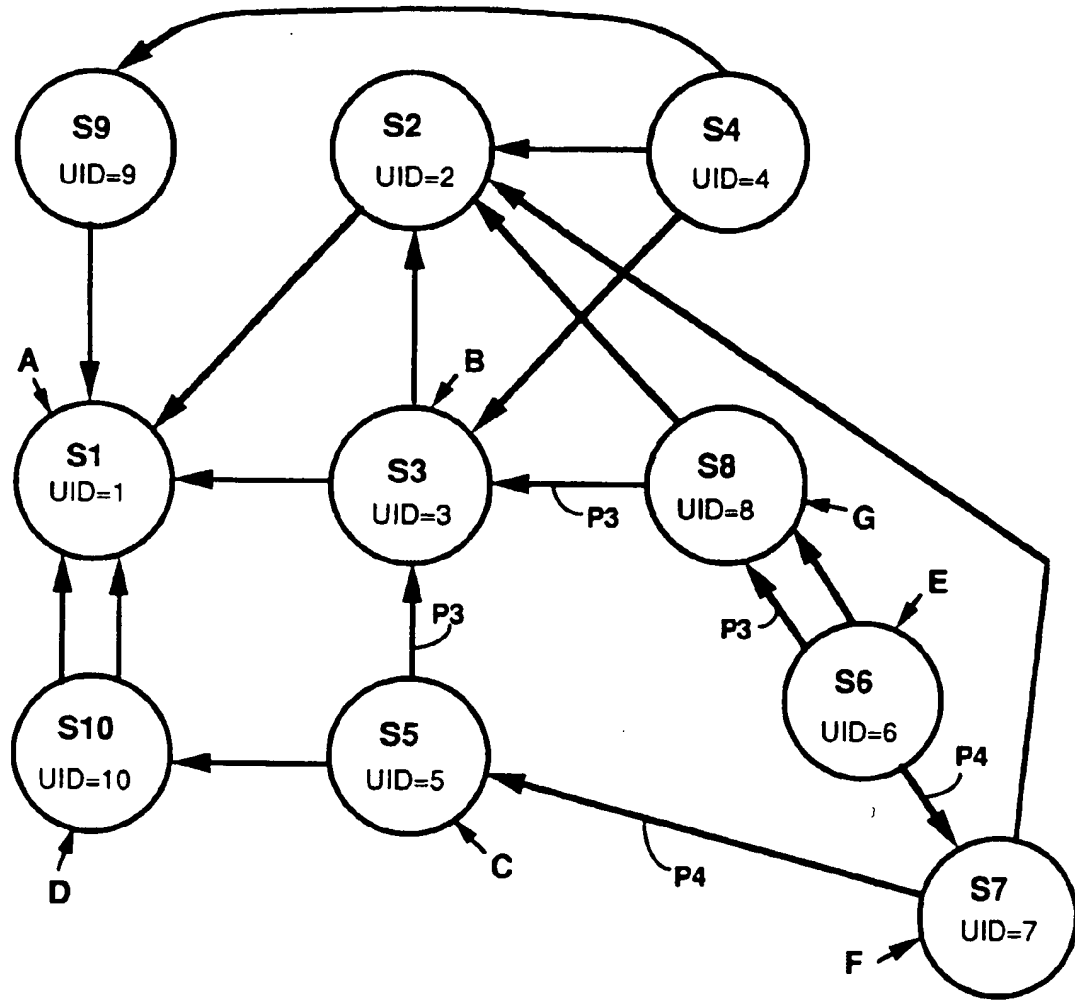 S9
UID=9
S2
UID=2
S4
UID=4
A
B
S1
UID=1
S3
UID=3
S8
UID=8
P3
G
P3
P3
E
S6
UID=6
S10
UID=10
S5
UID=5
P4
D
C
P4
S7
UID=7
F